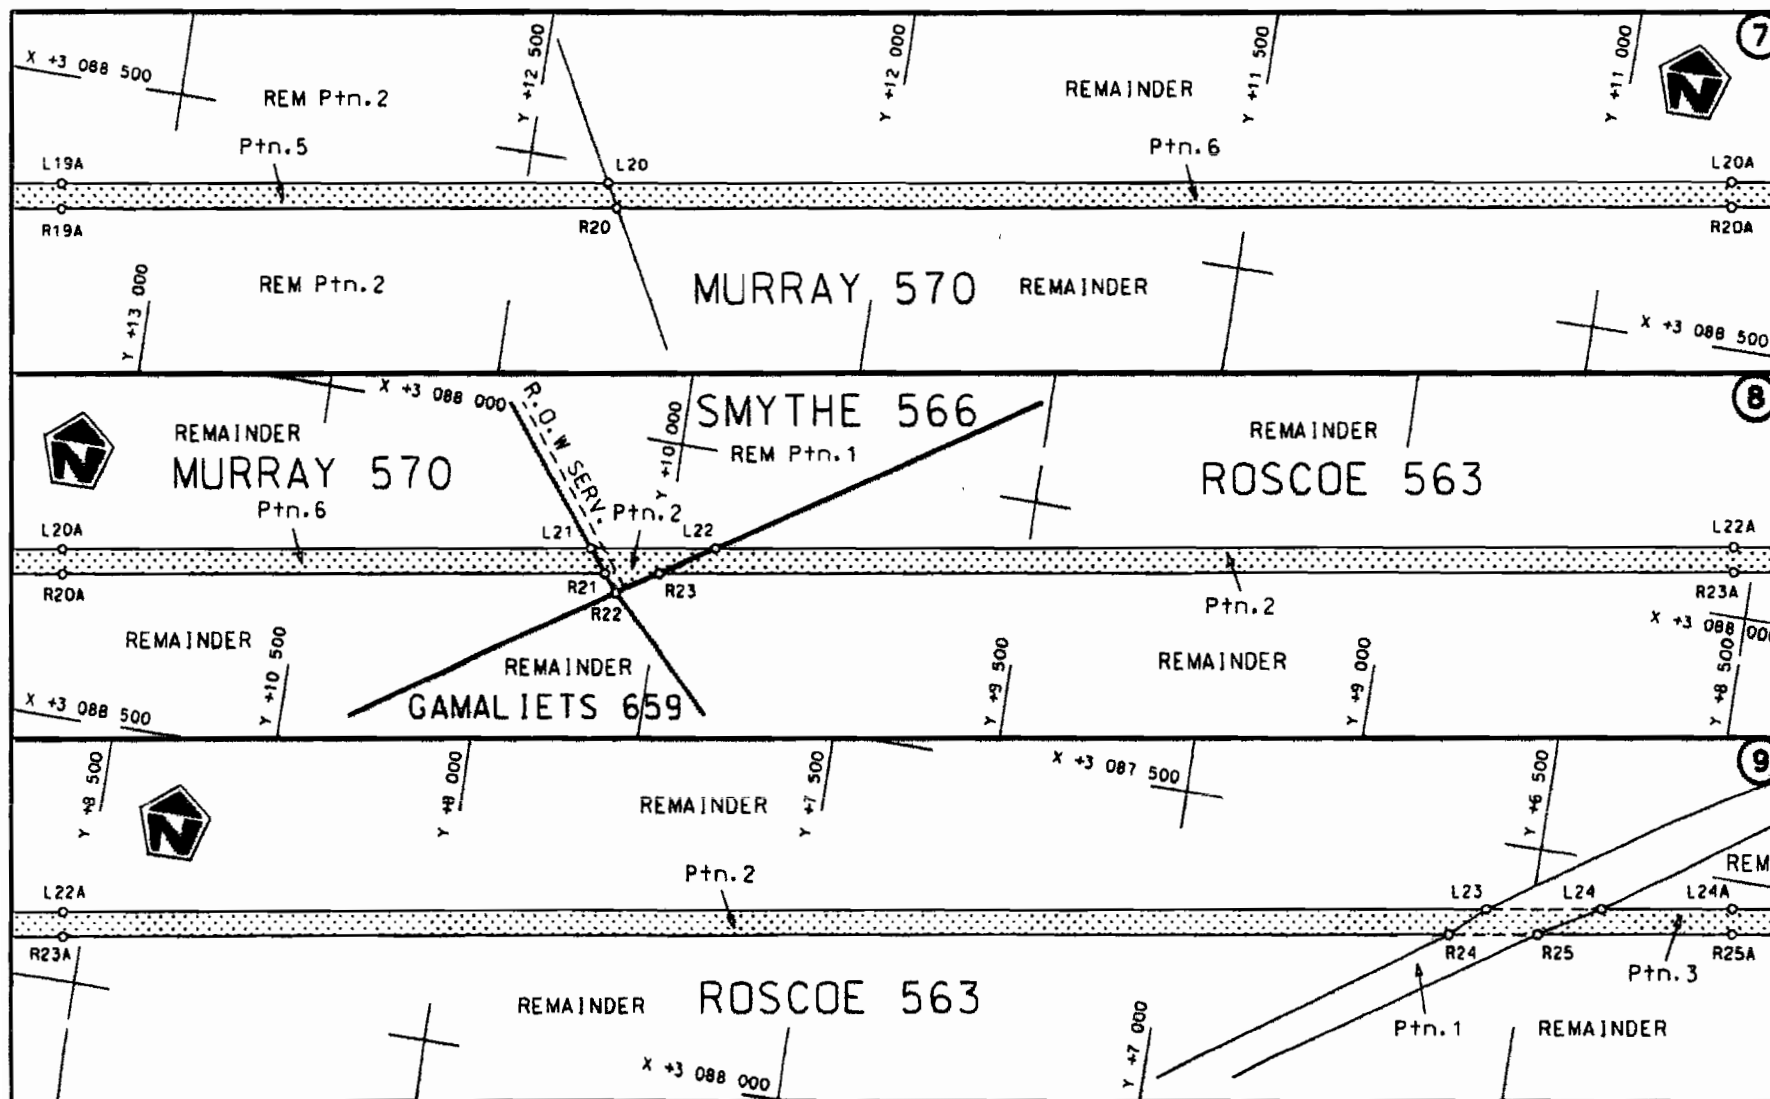 7
X +3 088 500
Y +12 500
Y +12 000
Y +11 500
Y +11 000
N
REM Ptn.2
REMAINDER
Ptn.5
Ptn.6
L19A
L20
L20A
R19A
R20
R20A
Y +13 000
REM Ptn.2
MURRAY 570
REMAINDER
X +3 088 500
8
X +3 088 000
R.O.W SERV.
Y +10 000
SMYTHE 566
REM Ptn.1
N
REMAINDER
MURRAY 570
REMAINDER
ROSCOE 563
Ptn.6
Ptn.2
L20A
L21
L22
L22A
R20A
R21
R22
R23
R23A
Ptn.2
X +3 088 000
REMAINDER
Y +10 500
REMAINDER
GAMALIETS 659
Y +9 500
REMAINDER
Y +9 000
Y +8 500
X +3 088 500
9
Y +8 500
Y +8 000
Y +7 500
X +3 087 500
Y +6 500
N
REMAINDER
REM
Ptn.2
L22A
L23
L24
L24A
R23A
R24
R25
R25A
Ptn.3
REMAINDER
ROSCOE 563
Y +7 000
Ptn.1
REMAINDER
X +3 088 000